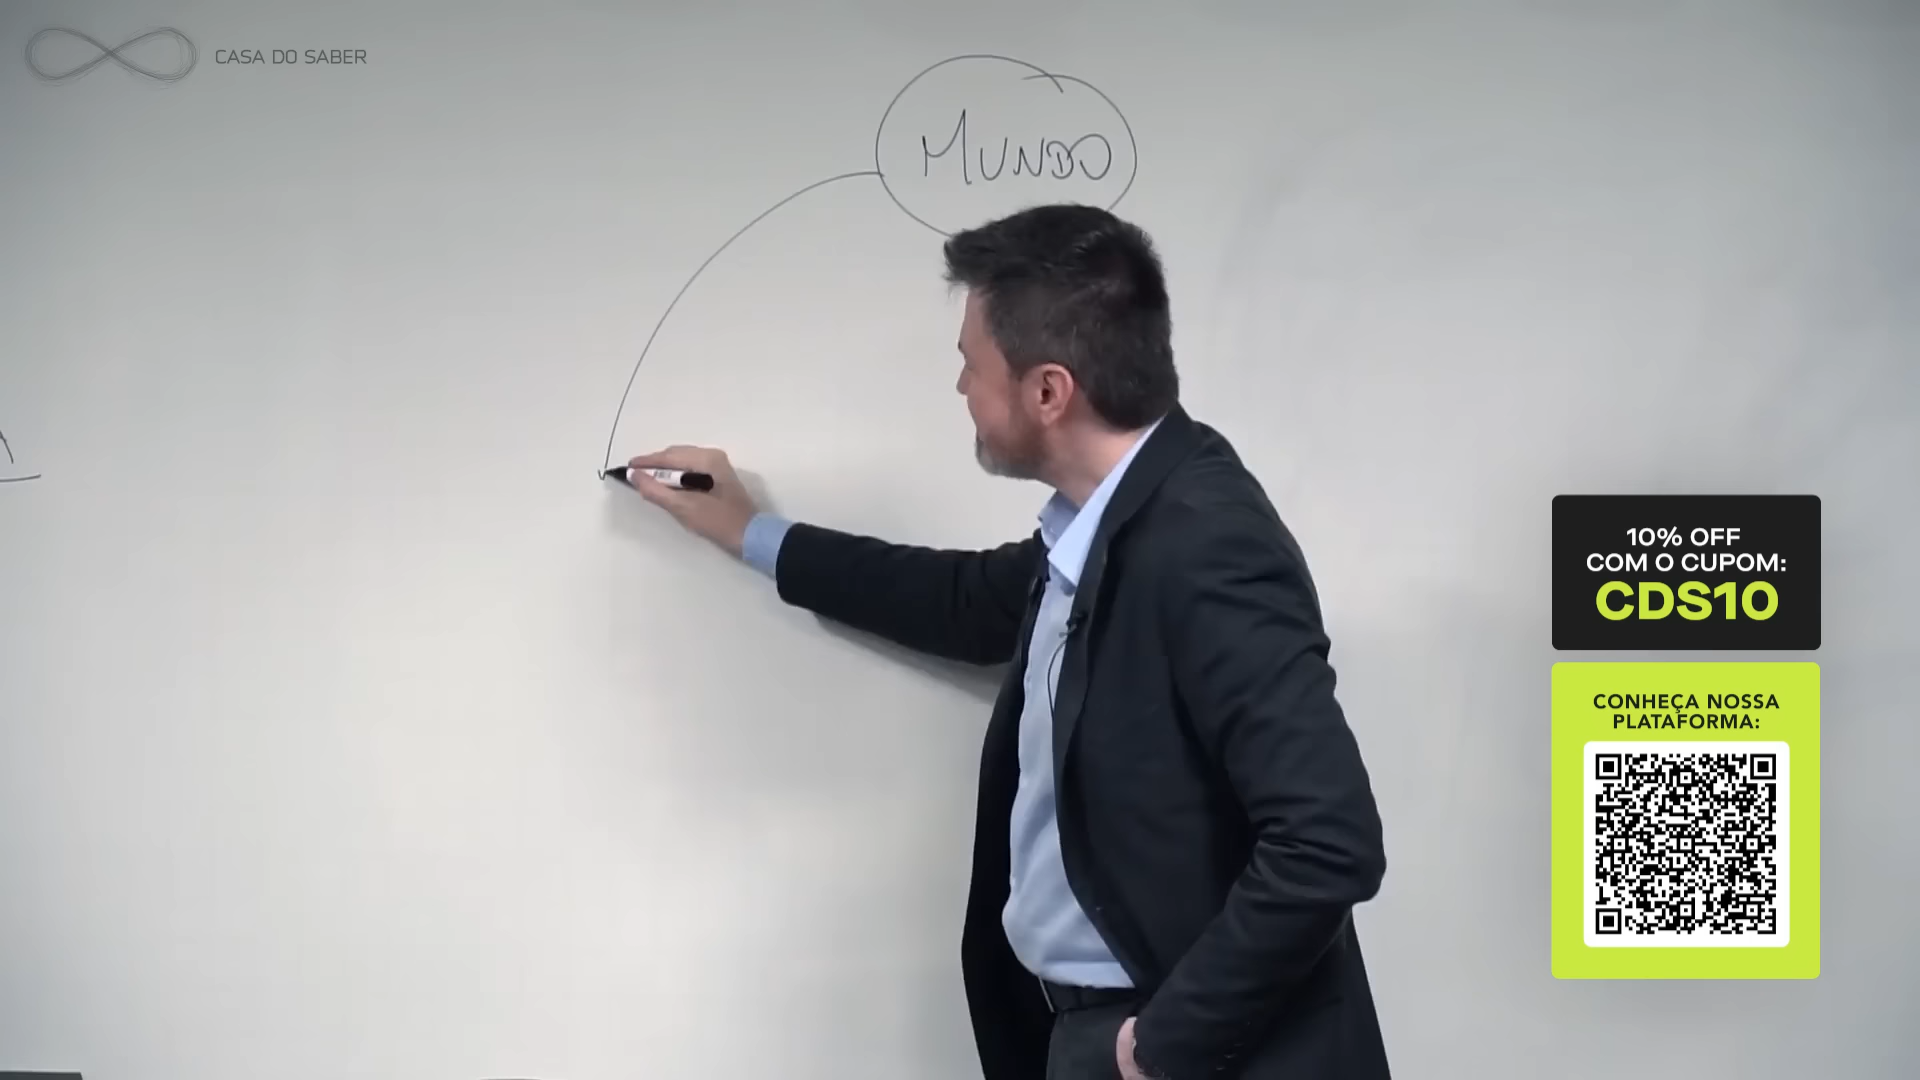 CASA DO SABER
MUNDO
10% OFF
COM O CUPOM:
CDS10
CONHEÇA NOSSA
PLATAFORMA: